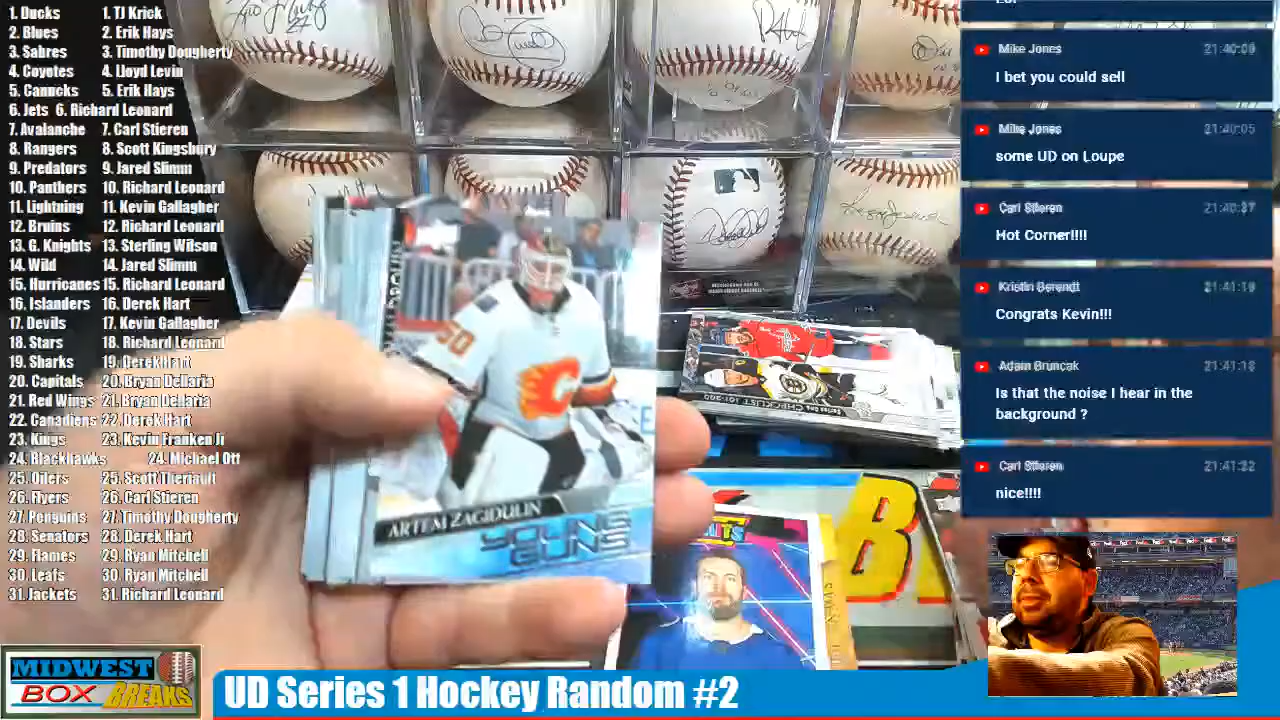 1. Ducks 1. TJ Krick
2. Blues 2. Erik Hays
3. Sabres 3. Timothy Dougherty
4. Coyotes 4. Lloyd Levin
5. Canucks 5. Erik Hays
6. Jets 6. Richard Leonard
7. Avalanche 7. Carl Stieren
8. Rangers 8. Scott Kingsbury
9. Predators 9. Jared Slimm
10. Panthers 10. Richard Leonard
11. Lightning 11. Kevin Gallagher
12. Bruins 12. Richard Leonard
13. G. Knights 13. Sterling Wilson
14. Wild 14. Jared Slimm
15. Hurricanes 15. Richard Leonard
16. Islanders 16. Derek Hart
17. Devils 17. Kevin Gallagher
18. Stars 18. Richard Leonard
19. Sharks 19. Derek Hart
20. Capitals 20. Bryan Dellaria
21. Red Wings 21. Bryan Dellaria
22. Canadiens 22. Derek Hart
23. Kings 23. Kevin Franken Jr
24. Blackhawks 24. Michael Ott
25. Oilers 25. Scott Theriault
26. Flyers 26. Carl Stieren
27. Penguins 27. Timothy Dougherty
28. Senators 28. Derek Hart
29. Flames 29. Ryan Mitchell
30. Leafs 30. Ryan Mitchell
31. Jackets 31. Richard Leonard
50
ARTEM ZAGIDULIN
YOUNG
GUNS
CHECKLIST 101-200
B
Mike Jones 21:40:00
I bet you could sell
Mike Jones 21:40:05
some UD on Loupe
Carl Stieren 21:40:37
Hot Corner!!!!
Kristin Berendt 21:41:19
Congrats Kevin!!!
Adam Bruncak 21:41:18
Is that the noise I hear in the
background ?
Carl Stieren 21:41:32
nice!!!!
MIDWEST
BOX BREAKS
UD Series 1 Hockey Random #2